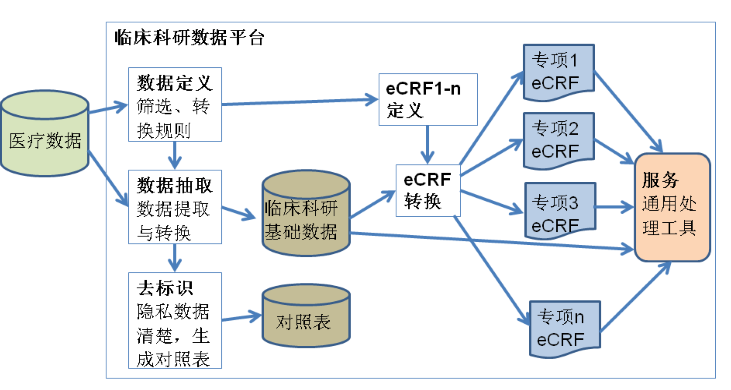 临床科研数据平台
医疗数据
数据定义
筛选、转
换规则
数据抽取
数据提取
与转换
去标识
隐私数据
清楚，生
成对照表
临床科研
基础数据
对照表
eCRF1-n
定义
eCRF
转换
专项1
eCRF
专项2
eCRF
专项3
eCRF
专项n
eCRF
服务
通用处
理工具